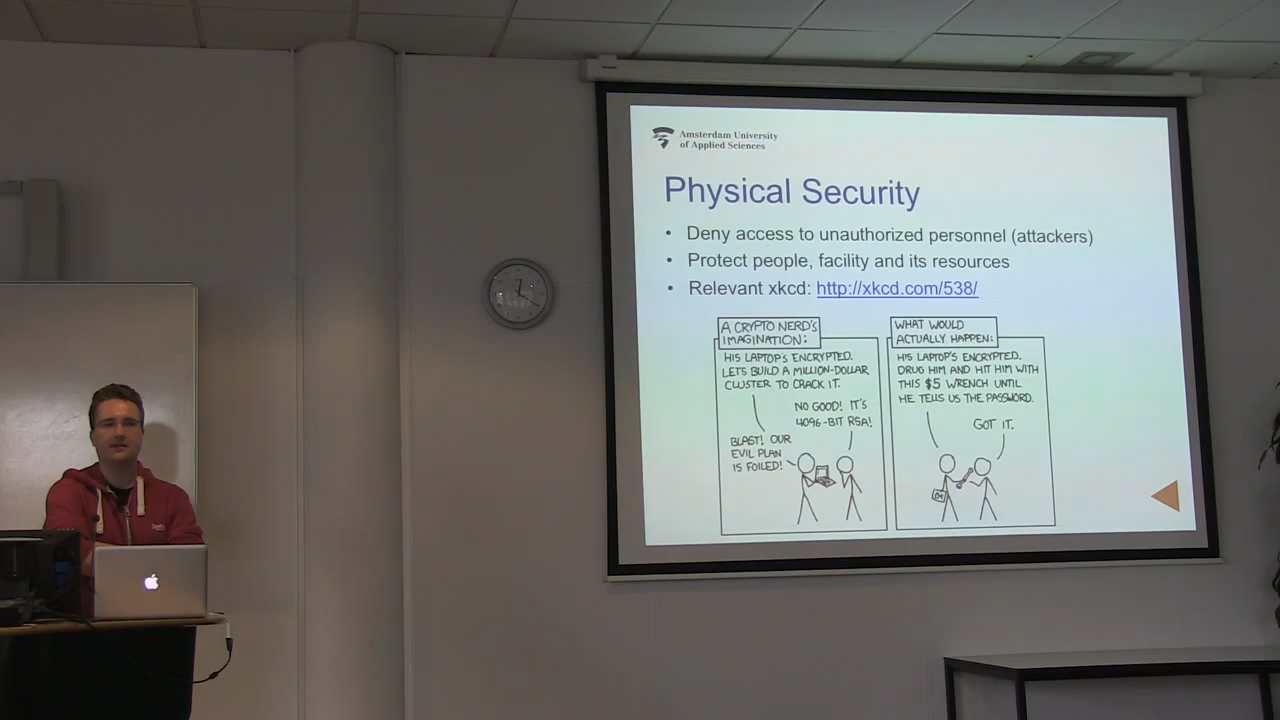 Amsterdam University
of Applied Sciences
Physical Security
• Deny access to unauthorized personnel (attackers)
• Protect people, facility and its resources
• Relevant xkcd: http://xkcd.com/538/
A CRYPTO NERD'S
IMAGINATION:
HIS LAPTOP'S ENCRYPTED.
LETS BUILD A MILLION-DOLLAR
CLUSTER TO CRACK IT.
NO GOOD! IT'S
4096-BIT RSA!
BLAST! OUR
EVIL PLAN
IS FOILED!
WHAT WOULD
ACTUALLY HAPPEN:
HIS LAPTOP'S ENCRYPTED.
DRUG HIM AND HIT HIM WITH
THIS $5 WRENCH UNTIL
HE TELLS US THE PASSWORD.
GOT IT.